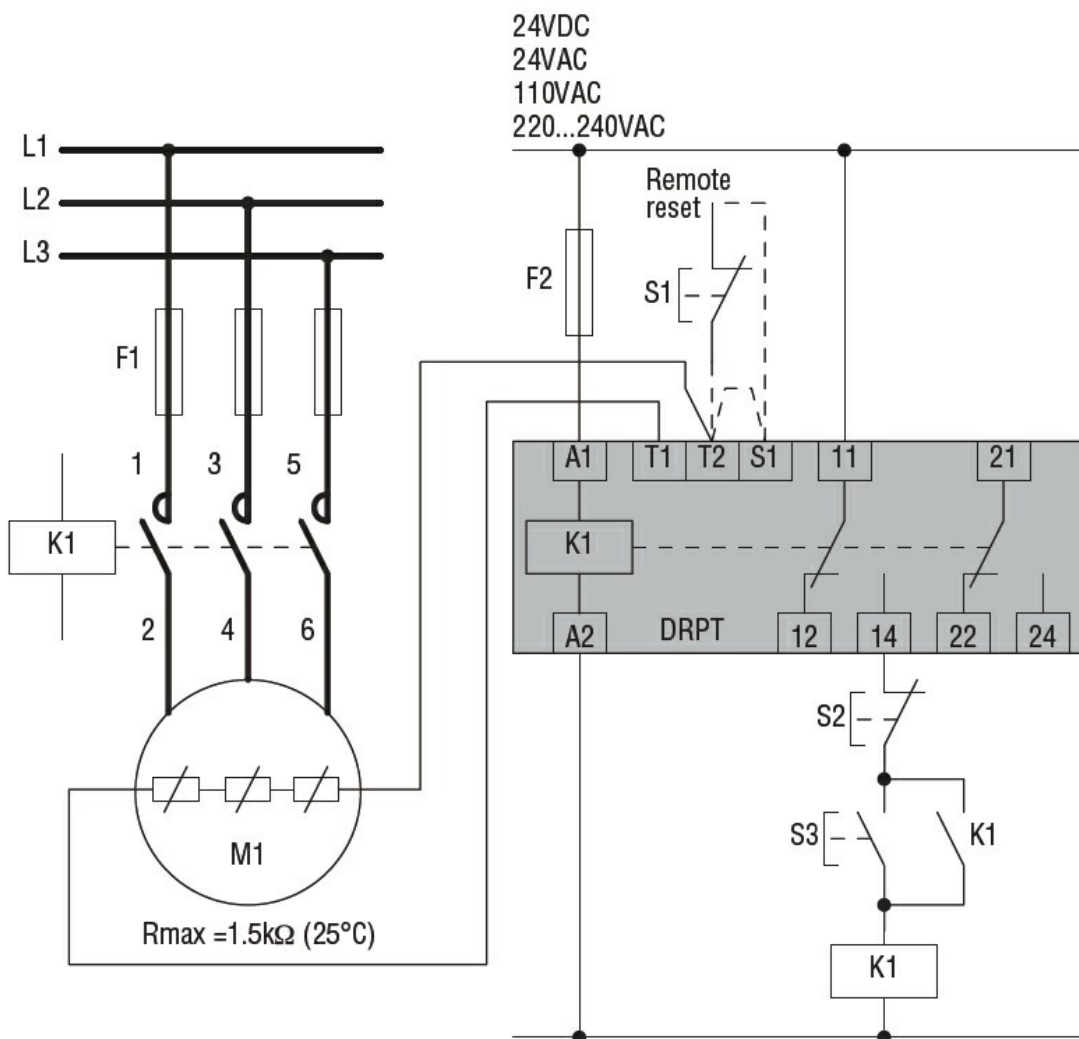 24VDC
24VAC
110VAC
220...240VAC
L1
L2
L3
Remote
reset
F2
S1
F1
1 3 5
A1 T1 T2 S1 11 21
K1
K1
2 4 6
A2 DRPT 12 14 22 24
S2
S3 K1
M1
Rmax =1.5kΩ (25°C)
K1